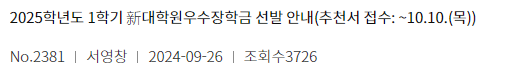 2025학년도 1학기 新대학원우수장학금 선발 안내(추천서 접수: ~10.10.(목))
No.2381 | 서영창 | 2024-09-26 | 조회수3726